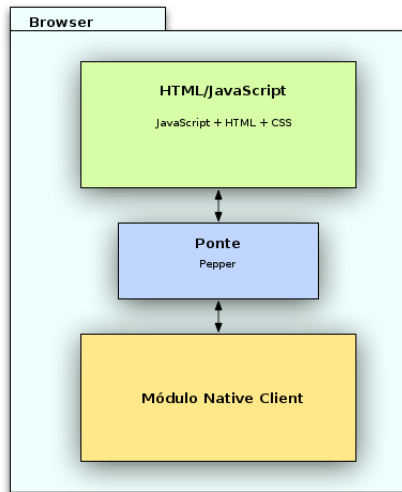 Browser
HTML/JavaScript
JavaScript + HTML + CSS
Ponte
Pepper
Módulo Native Client